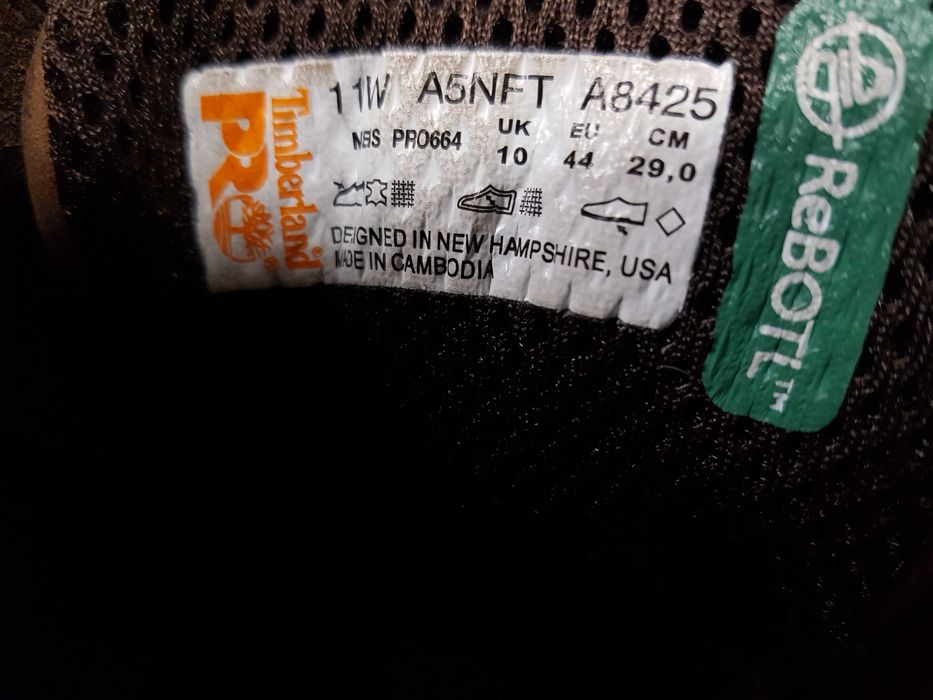 Timberland®
PRO®
11W A5NFT A8425
MENS PRO664 UK 10 EU 44 CM 29,0
DESIGNED IN NEW HAMPSHIRE, USA
MADE IN CAMBODIA
ReBOTL™